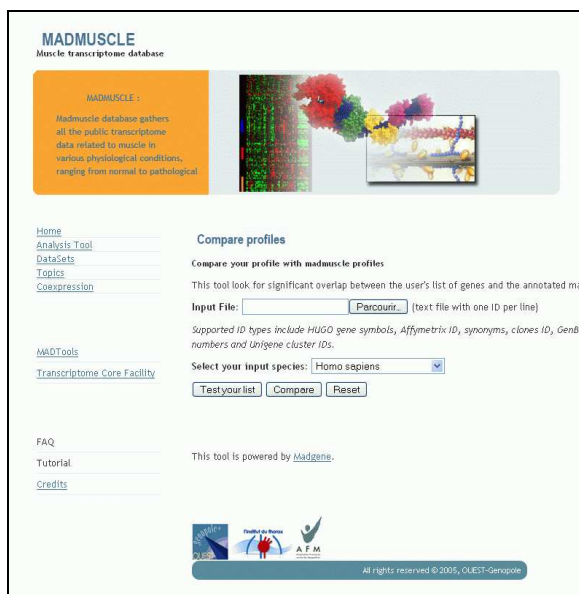 MADMUSCLE
Muscle transcriptome database
MADMUSCLE :
Madmuscle database gathers
all the public transcriptome
data related to muscle in
various physiological conditions,
ranging from normal to pathological
Home
Analysis Tool
DataSets
Topics
Coexpression
MADTools
Transcriptome Core Facility
FAQ
Tutorial
Credits
Compare profiles
Compare your profile with madmuscle profiles
This tool look for significant overlap between the user's list of genes and the annotated ma
Input File: Parcourir... (text file with one ID per line)
Supported ID types include HUGO gene symbols, Affymetrix ID, synonyms, clones ID, GenB
numbers and Unigene cluster IDs.
Select your input species: Homo sapiens
Test your list Compare Reset
This tool is powered by Madgene.
genopole
OUEST
l'institut du thorax
AFM
All rights reserved © 2005, OUEST-Genopole